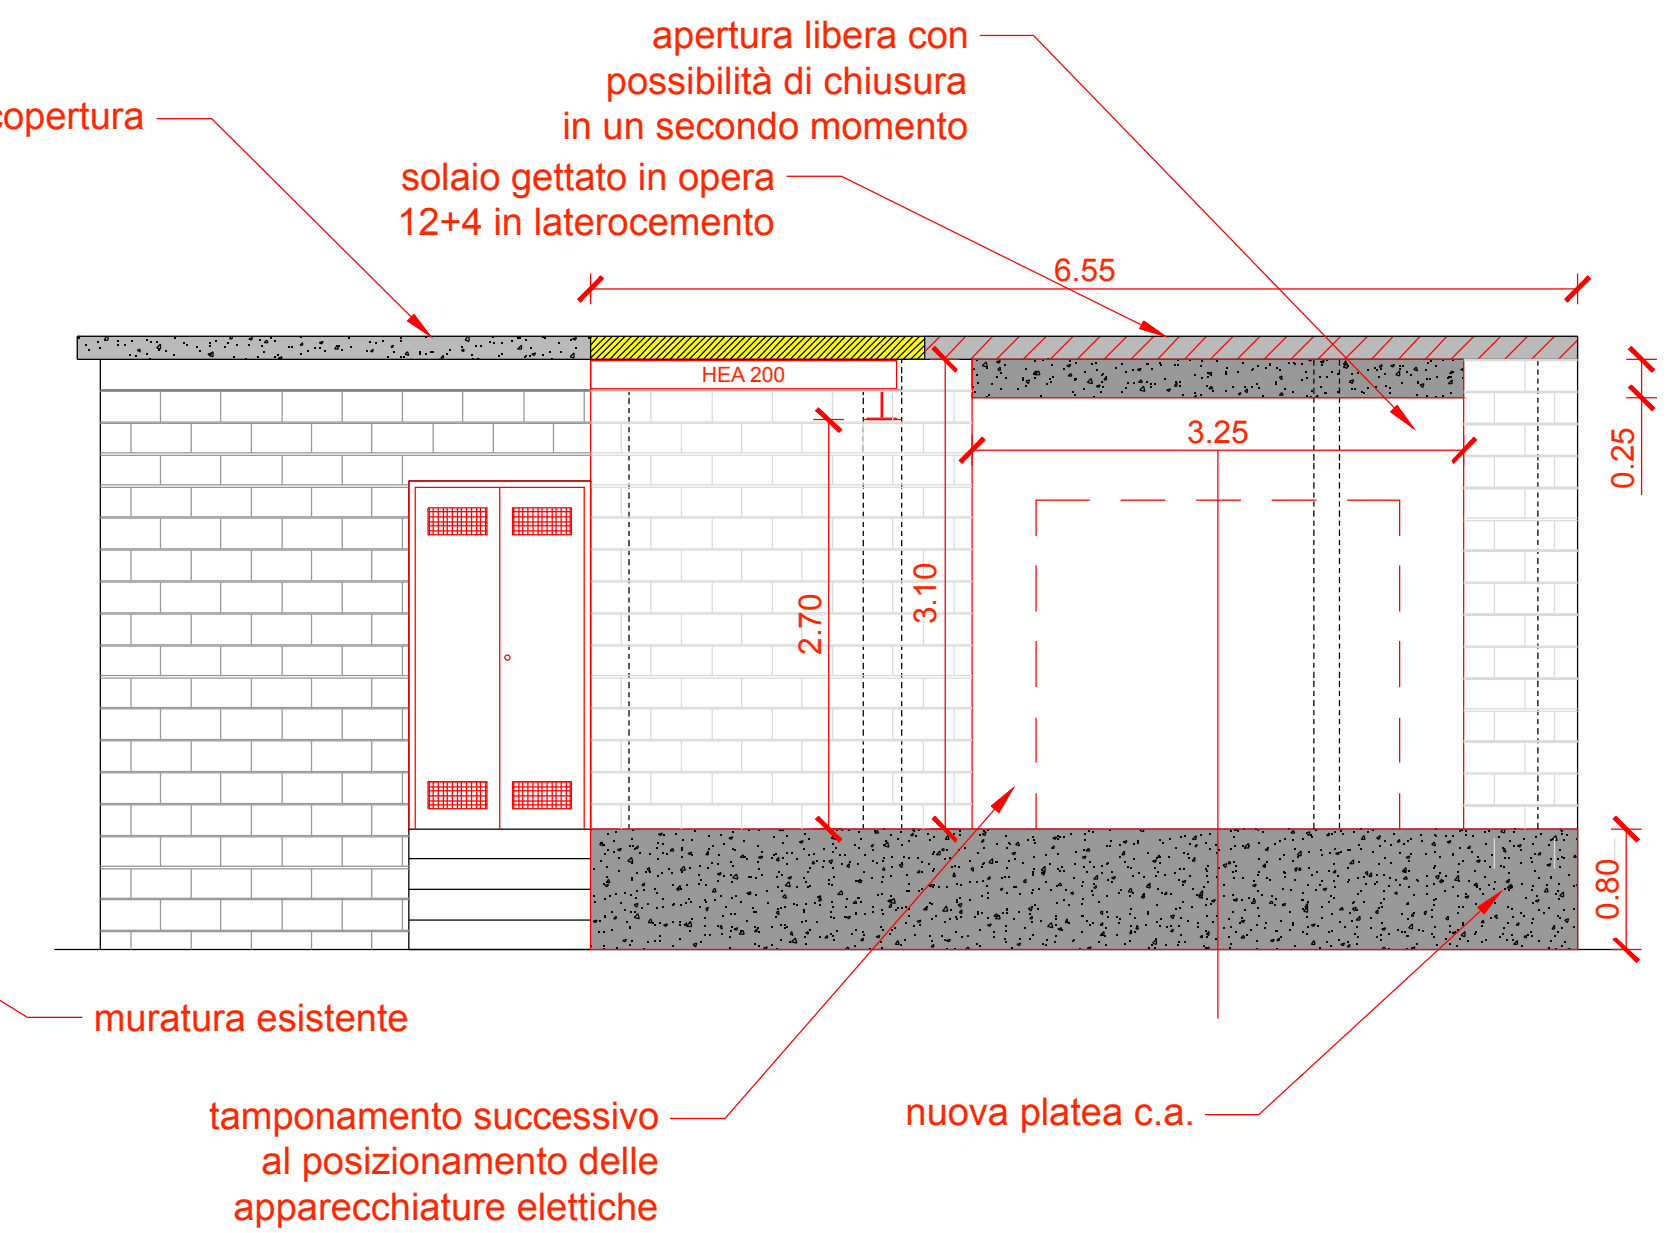 apertura libera con
possibilità di chiusura
in un secondo momento
copertura
solaio gettato in opera
12+4 in laterocemento
6.55
HEA 200
3.25
0.25
2.70
3.10
0.80
muratura esistente
tamponamento successivo
al posizionamento delle
apparecchiature elettiche
nuova platea c.a.